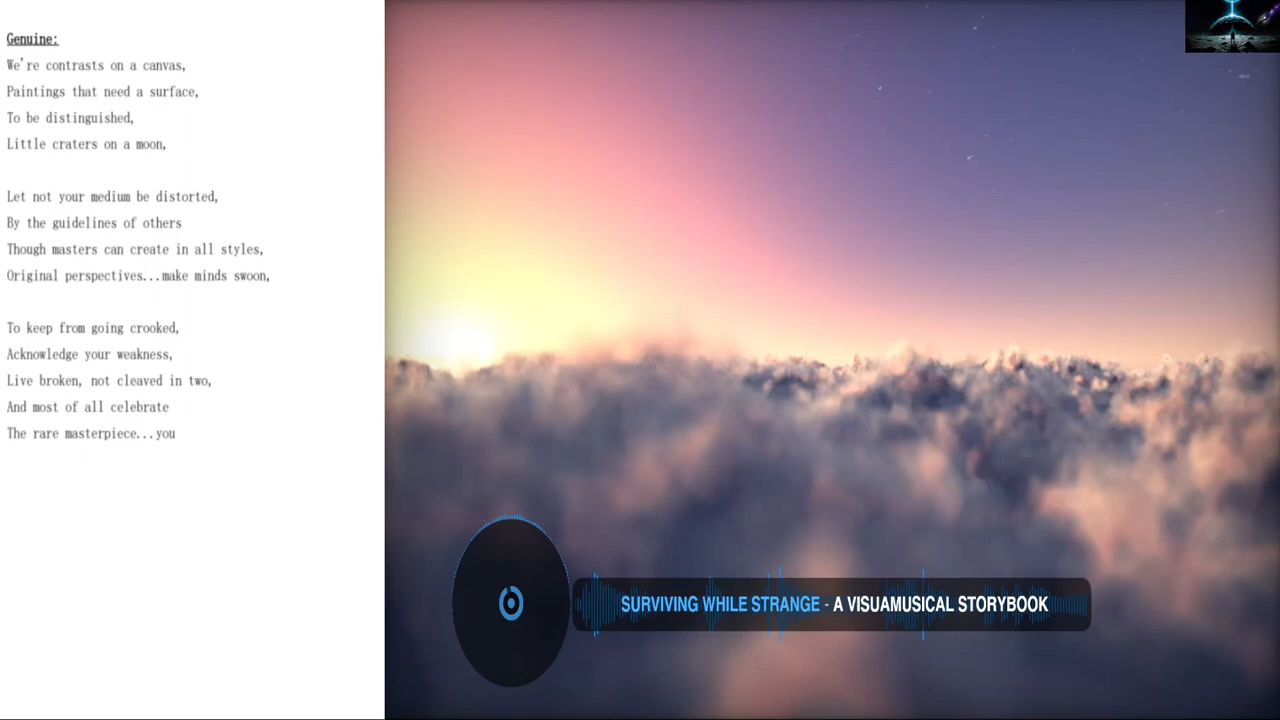 Genuine:
We're contrasts on a canvas,
Paintings that need a surface,
To be distinguished,
Little craters on a moon,
Let not your medium be distorted,
By the guidelines of others
Though masters can create in all styles,
Original perspectives...make minds swoon,
To keep from going crooked,
Acknowledge your weakness,
Live broken, not cleaved in two,
And most of all celebrate
The rare masterpiece...you
SURVIVING WHILE STRANGE - A VISUAMUSICAL STORYBOOK